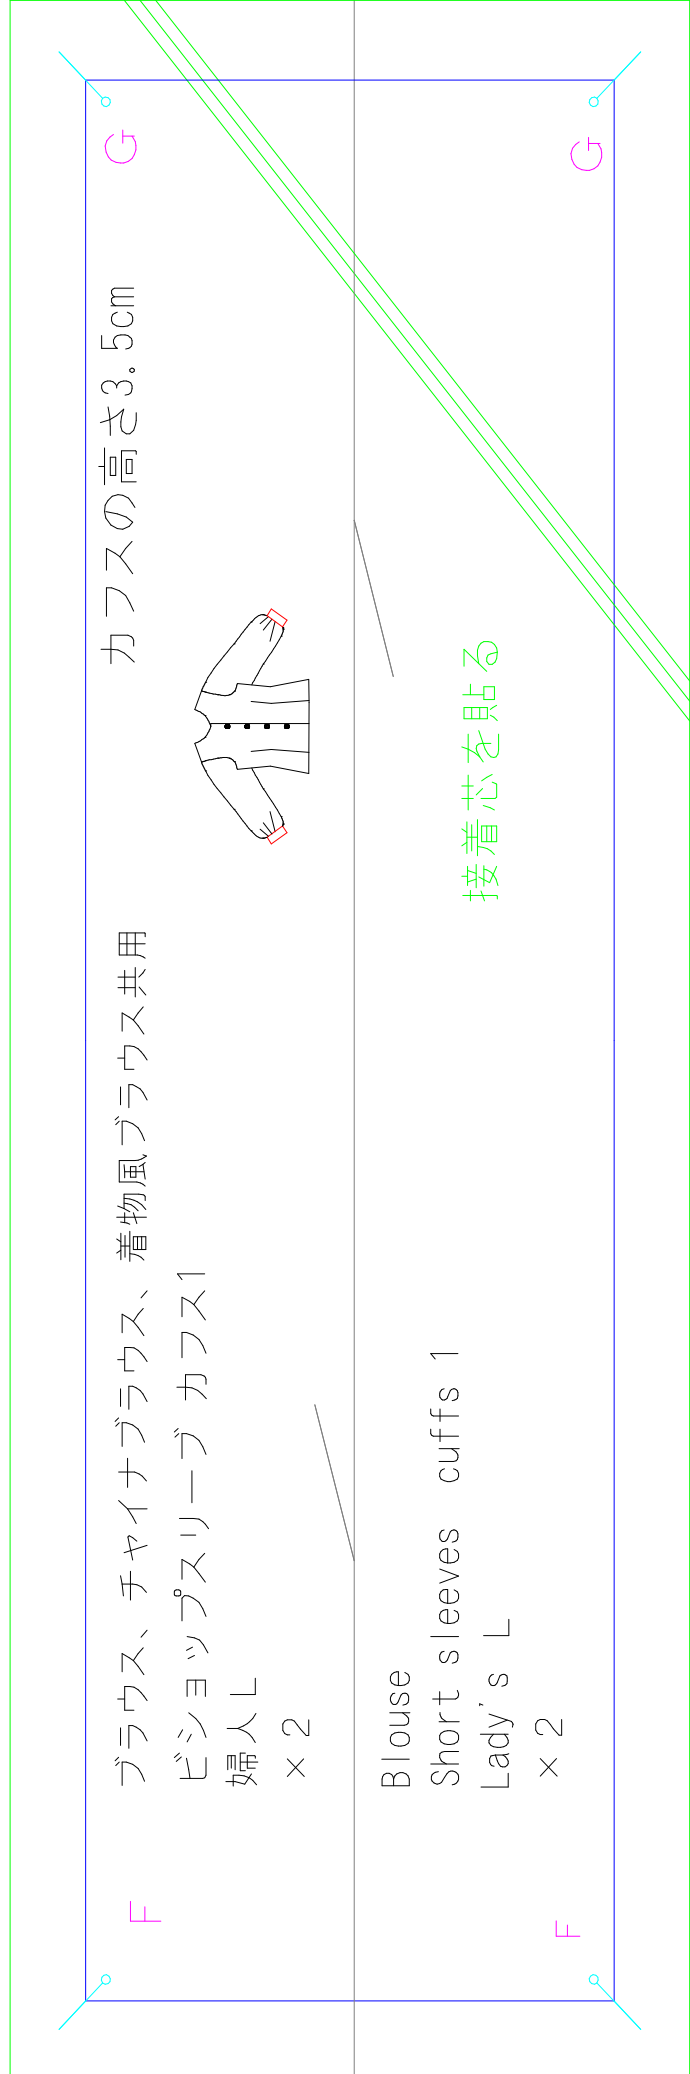 G
G
カフスの高さ3.5cm
接着芯を貼る
ブラウス、チャイナブラウス、着物風ブラウス共用
ビショップスリーブ カフス1
婦人L
×2
Blouse
Short sleeves cuffs 1
Lady's L
×2
F
F